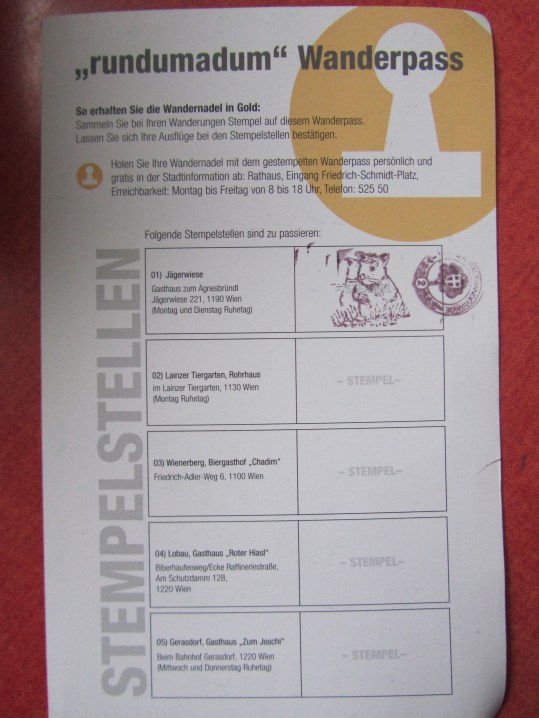 „rundumadum“ Wanderpass
So erhalten Sie die Wandernadel in Gold:
Sammeln Sie bei Ihren Wanderungen Stempel auf diesem Wanderpass.
Lassen Sie sich Ihre Ausflüge bei den Stempelstellen bestätigen.
Holen Sie Ihre Wandernadel mit dem gestempelten Wanderpass persönlich und
gratis in der Stadtinformation ab: Rathaus, Eingang Friedrich-Schmidt-Platz,
Erreichbarkeit: Montag bis Freitag von 8 bis 18 Uhr, Telefon: 525 50
STEMPELSTELLEN
Folgende Stempelstellen sind zu passieren:
01) Jägerwiese
Gasthaus zum Agnesbründl
Jägerwiese 221, 1190 Wien
(Montag und Dienstag Ruhetag)
02) Lainzer Tiergarten, Rohrhaus
im Lainzer Tiergarten, 1130 Wien
(Montag Ruhetag)
– STEMPEL–
03) Wienerberg, Biergasthof „Chadim“
Friedrich-Adler-Weg 6, 1100 Wien
– STEMPEL–
04) Lobau, Gasthaus „Roter Hiasl“
Biberhaufenweg/Ecke Raffineriestraße,
Am Schutzdamm 128,
1220 Wien
– STEMPEL–
05) Gerasdorf, Gasthaus „Zum Joschi“
Beim Bahnhof Gerasdorf, 1220 Wien
(Mittwoch und Donnerstag Ruhetag)
– STEMPEL–